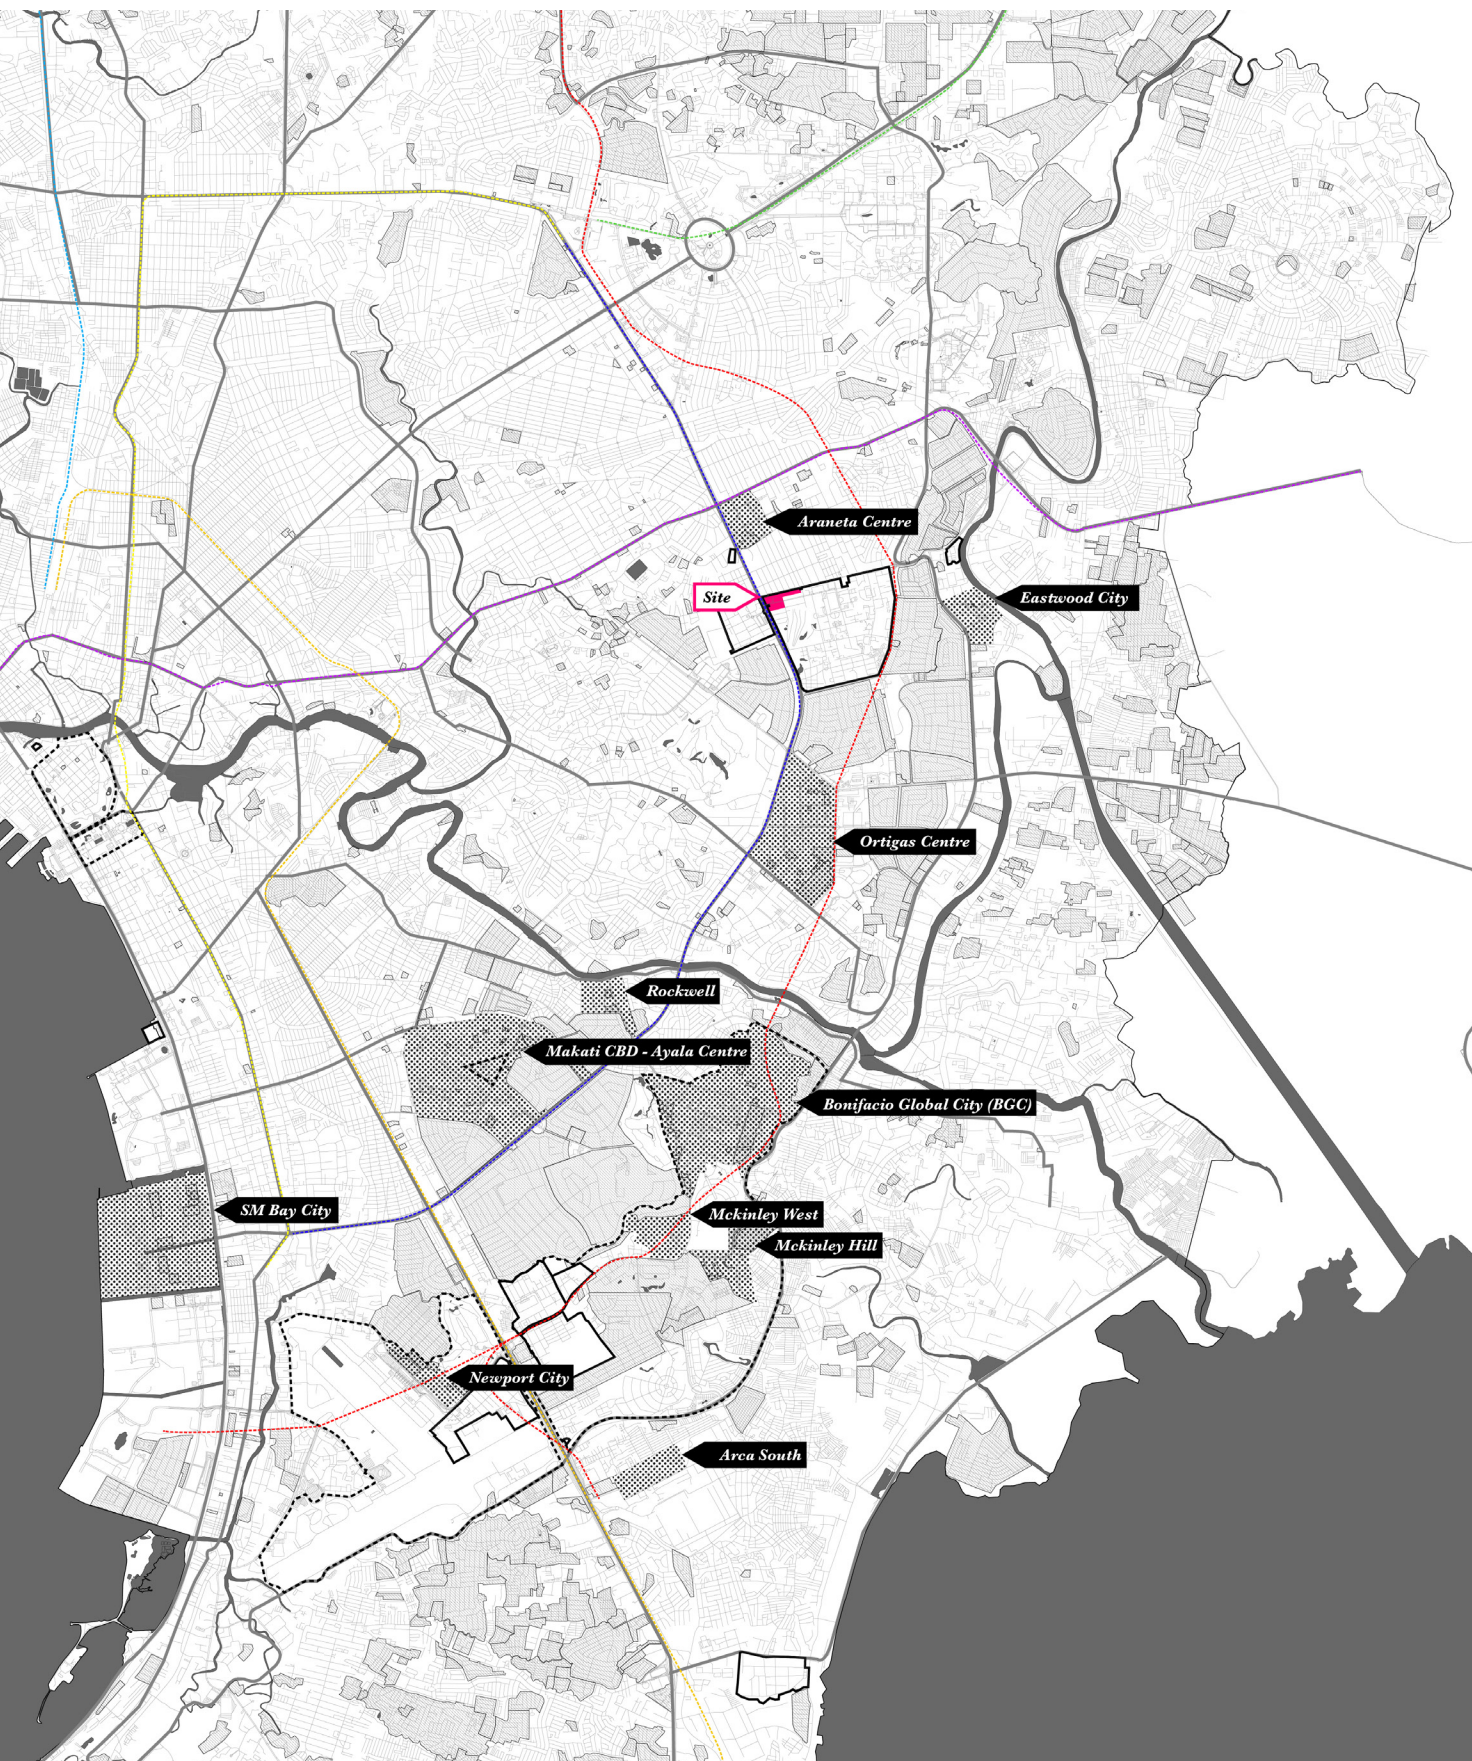 Araneta Centre
Site
Eastwood City
Ortigas Centre
Rockwell
Makati CBD - Ayala Centre
Bonifacio Global City (BGC)
SM Bay City
Mckinley West
Mckinley Hill
Newport City
Arca South